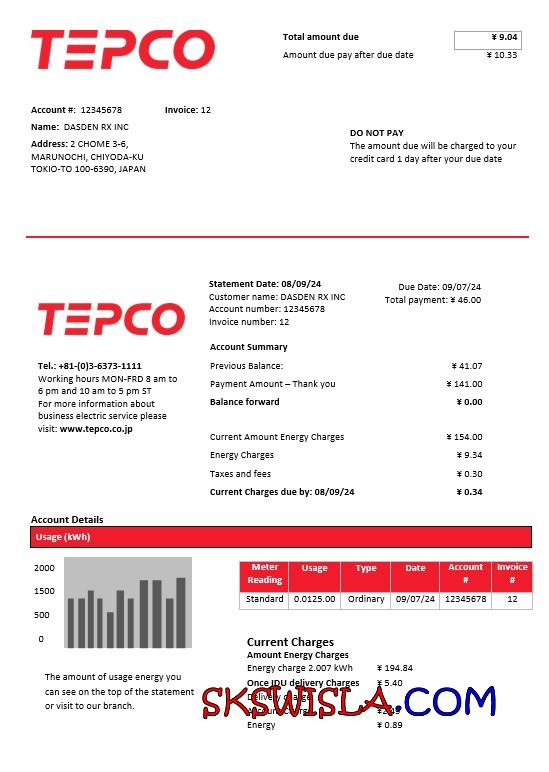 TEPCO
Total amount due ¥ 9.04
Amount due pay after due date ¥ 10.33
Account #: 12345678 Invoice: 12
Name: DASDEN RX INC
Address: 2 CHOME 3-6,
MARUNOCHI, CHIYODA-KU
TOKIO-TO 100-6390, JAPAN
DO NOT PAY
The amount due will be charged to your
credit card 1 day after your due date
TEPCO
Tel.: +81-(0)3-6373-1111
Working hours MON-FRD 8 am to
6 pm and 10 am to 5 pm ST
For more information about
business electric service please
visit: www.tepco.co.jp
Statement Date: 08/09/24
Customer name: DASDEN RX INC
Account number: 12345678
Invoice number: 12
Due Date: 09/07/24
Total payment: ¥ 46.00
Account Summary
Previous Balance: ¥ 41.07
Payment Amount – Thank you ¥ 141.00
Balance forward ¥ 0.00
Current Amount Energy Charges ¥ 154.00
Energy Charges ¥ 9.34
Taxes and fees ¥ 0.30
Current Charges due by: 08/09/24 ¥ 0.34
Account Details
Usage (kWh)
2000
1500
500
0
The amount of usage energy you
can see on the top of the statement
or visit to our branch.
Meter Reading Usage Type Date Account # Invoice #
Standard 0.0125.00 Ordinary 09/07/24 12345678 12
Current Charges
Amount Energy Charges
Energy charge 2.007 kWh ¥ 194.84
Once IDU delivery Charges ¥ 5.40
Delivery
SKSWISLA.COM
Energy ¥ 0.89